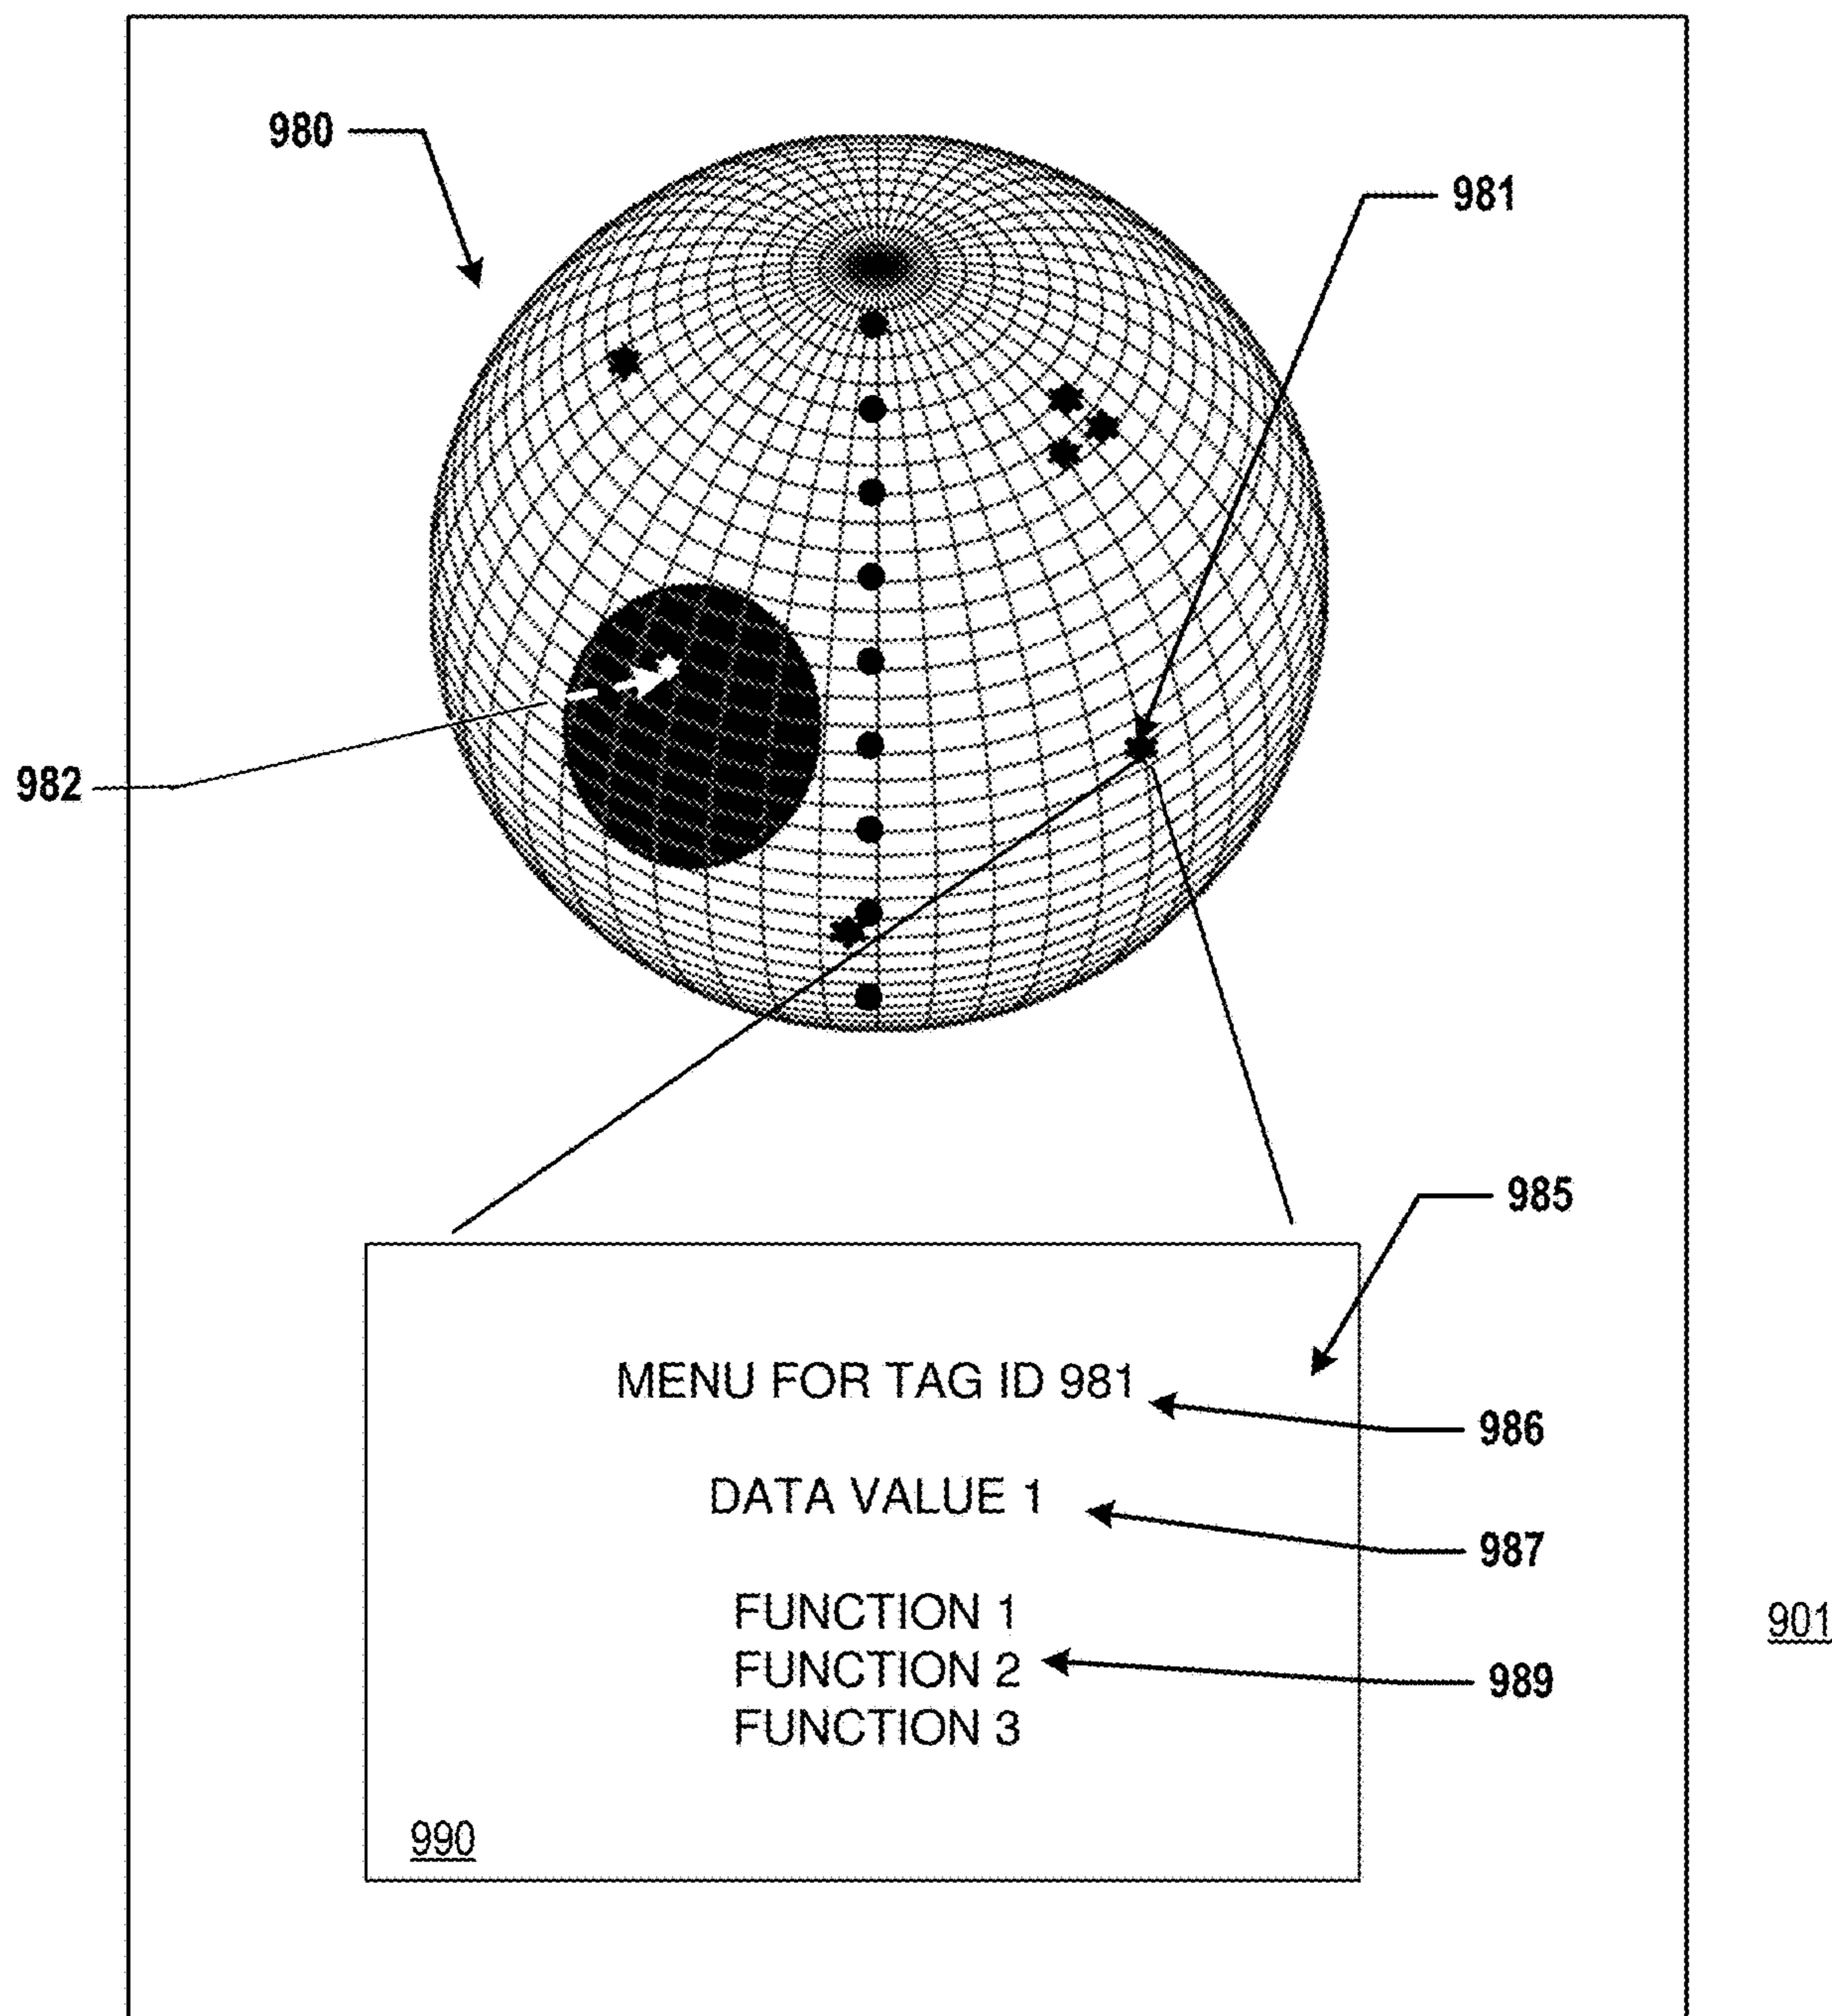 980
981
982
985
MENU FOR TAG ID 981
986
DATA VALUE 1
987
FUNCTION 1
901
FUNCTION 2
989
FUNCTION 3
990